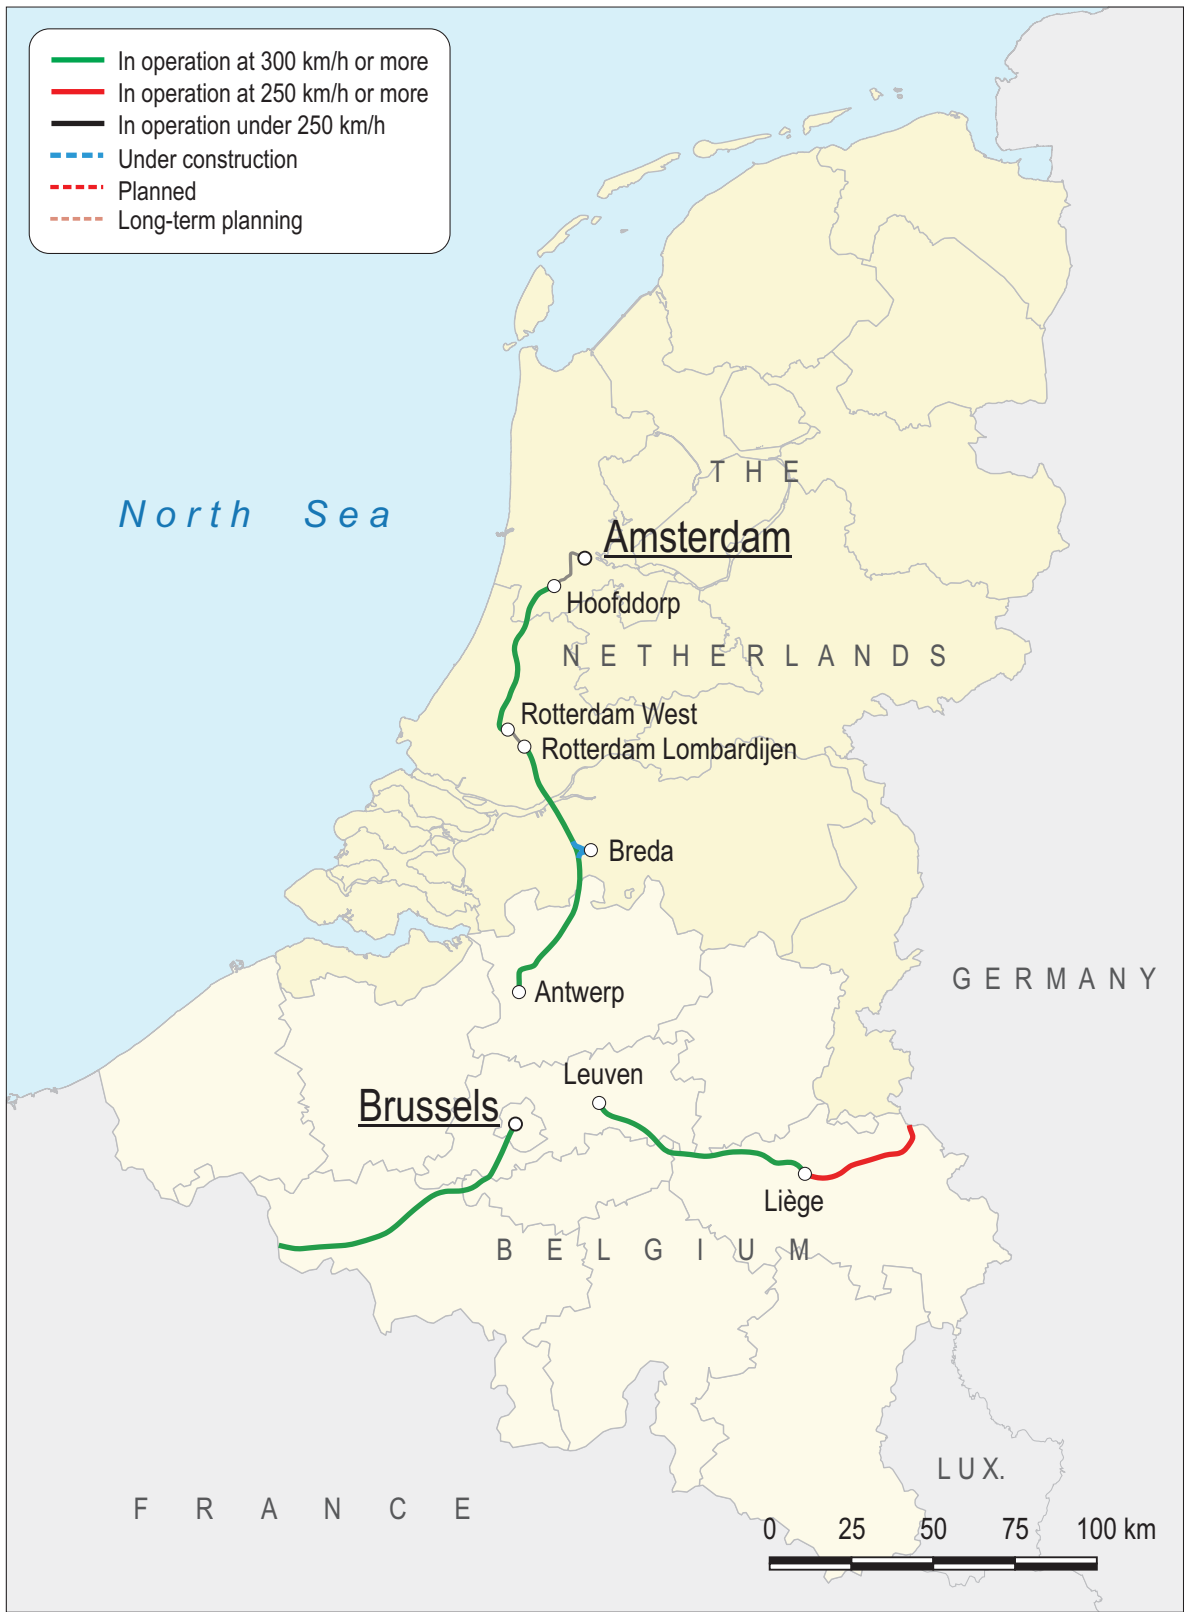 In operation at 300 km/h or more
In operation at 250 km/h or more
In operation under 250 km/h
Under construction
Planned
Long-term planning
THE
North Sea
Amsterdam
Hoofddorp
NETHERLANDS
Rotterdam West
Rotterdam Lombardijen
Breda
GERMANY
Antwerp
Leuven
Brussels
Liège
BELGIUM
LUX.
FRANCE
0 25 50 75 100 km